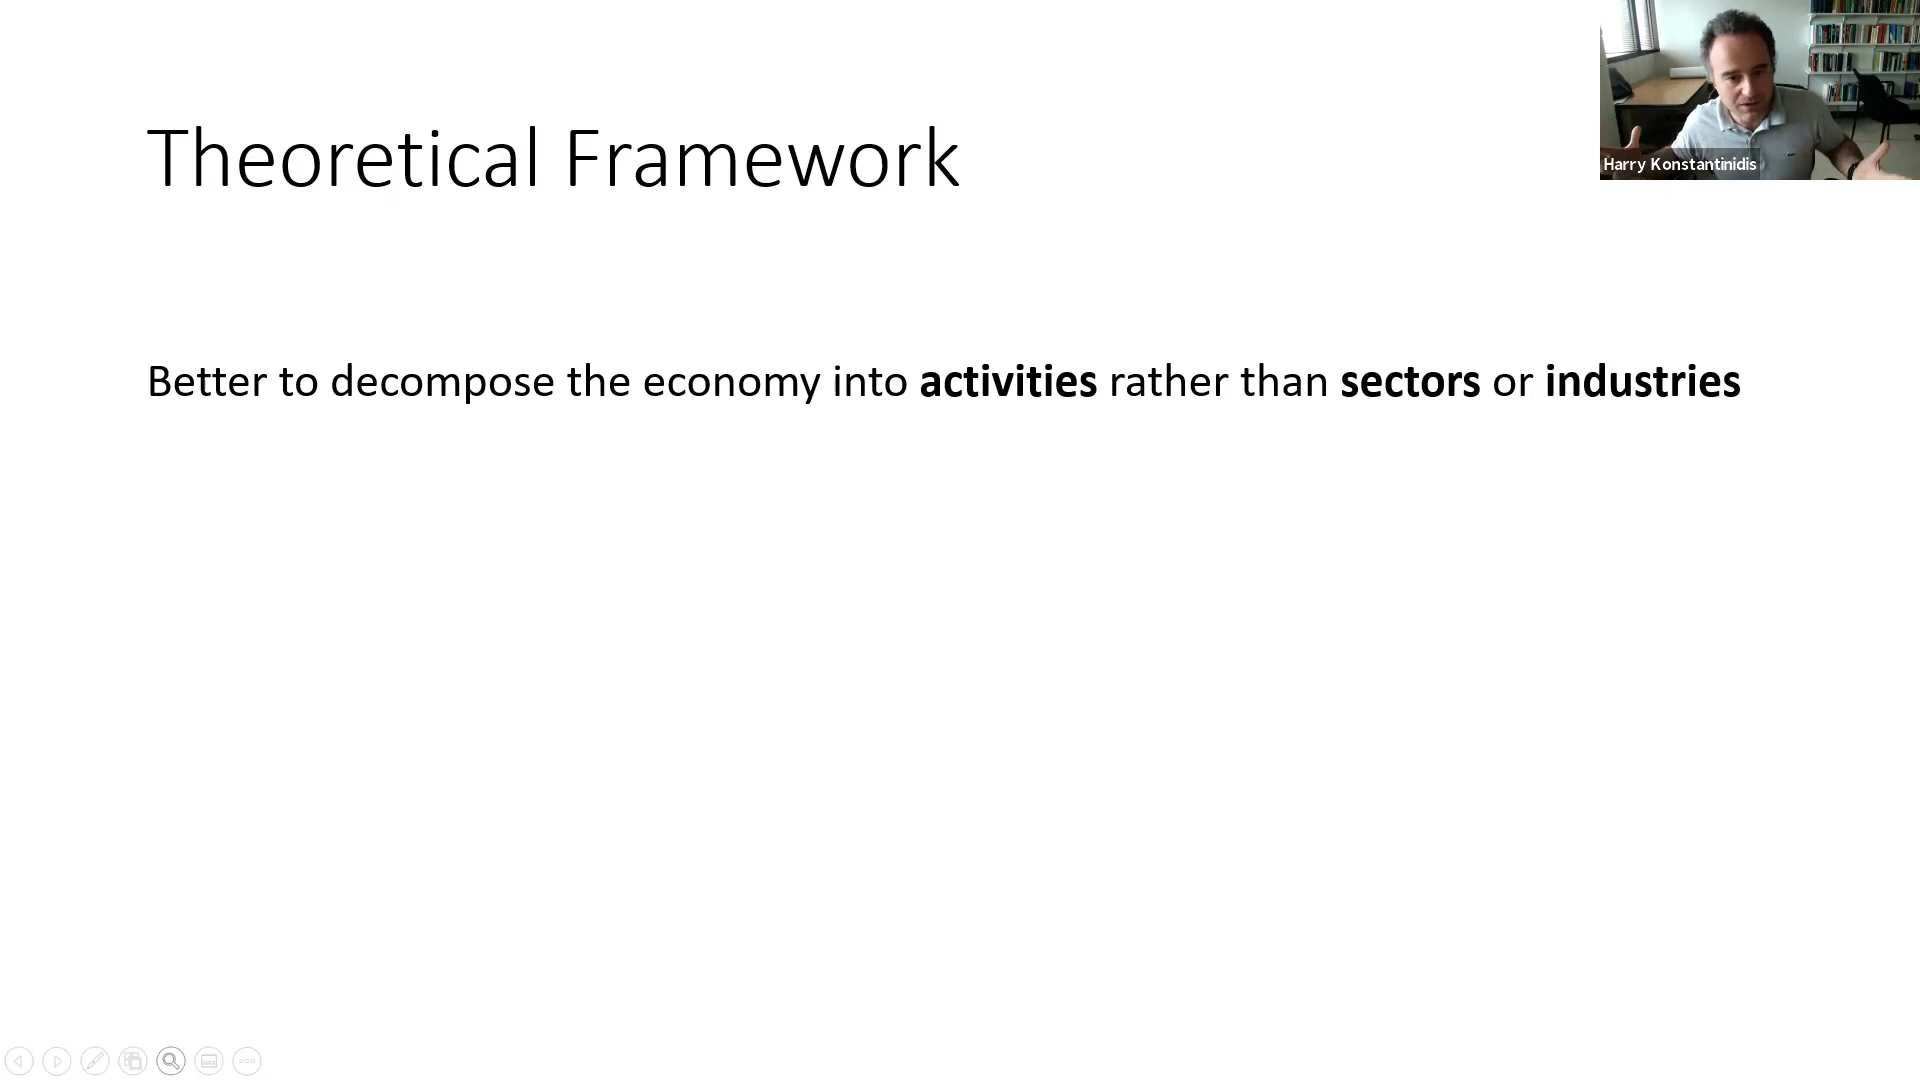 Theoretical Framework
Harry Konstantinidis
Better to decompose the economy into activities rather than sectors or industries